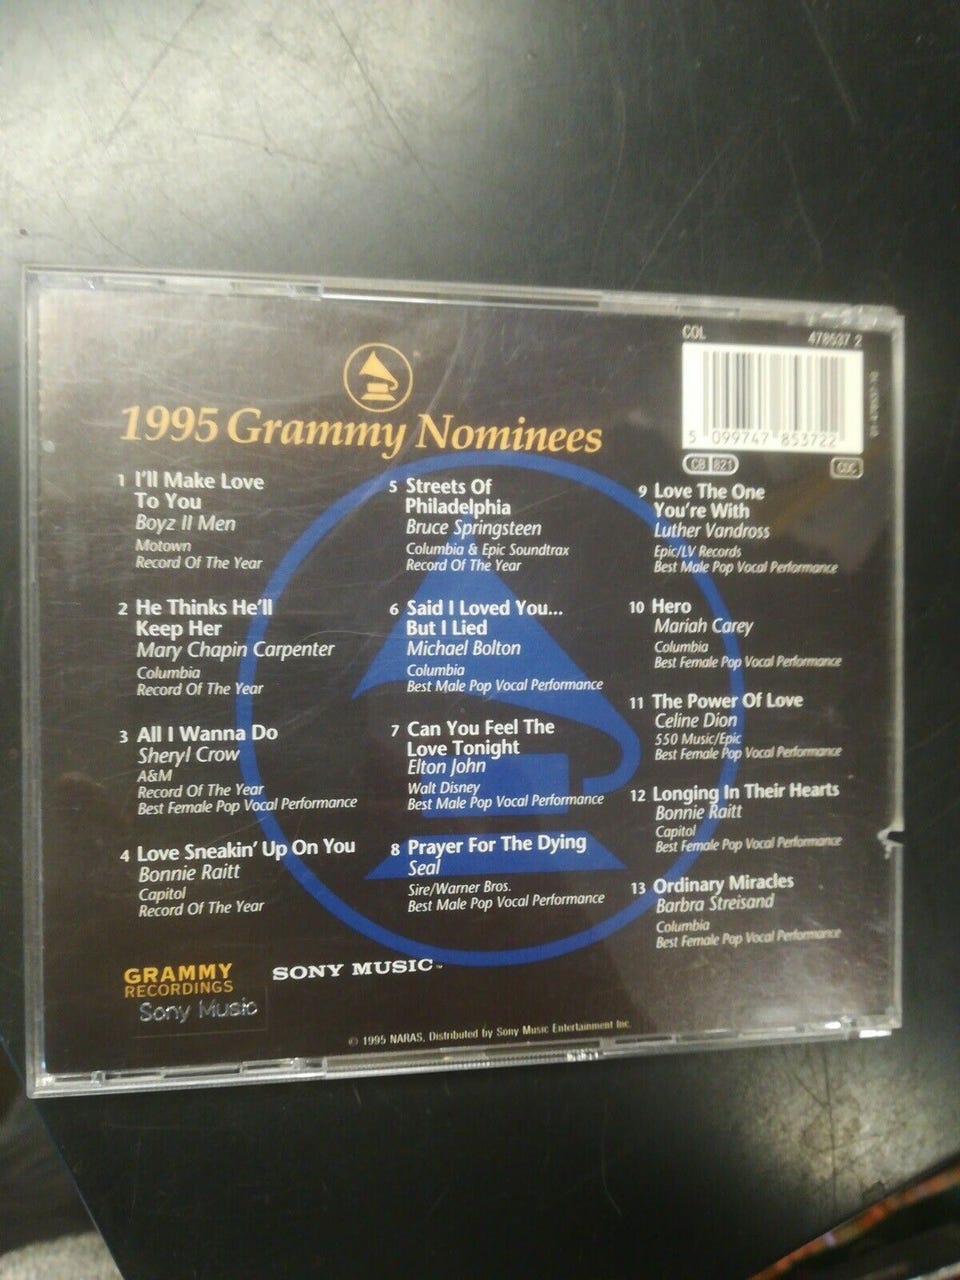 COL 478537 2
5 099747 853722
CB 821
CDC
1995 Grammy Nominees
1 I'll Make Love
To You
Boyz II Men
Motown
Record Of The Year
2 He Thinks He'll
Keep Her
Mary Chapin Carpenter
Columbia
Record Of The Year
3 All I Wanna Do
Sheryl Crow
A&M
Record Of The Year
Best Female Pop Vocal Performance
4 Love Sneakin' Up On You
Bonnie Raitt
Capitol
Record Of The Year
5 Streets Of
Philadelphia
Bruce Springsteen
Columbia & Epic Soundtrax
Record Of The Year
6 Said I Loved You...
But I Lied
Michael Bolton
Columbia
Best Male Pop Vocal Performance
7 Can You Feel The
Love Tonight
Elton John
Walt Disney
Best Male Pop Vocal Performance
8 Prayer For The Dying
Seal
Sire/Warner Bros.
Best Male Pop Vocal Performance
9 Love The One
You're With
Luther Vandross
Epic/LV Records
Best Male Pop Vocal Performance
10 Hero
Mariah Carey
Columbia
Best Female Pop Vocal Performance
11 The Power Of Love
Celine Dion
550 Music/Epic
Best Female Pop Vocal Performance
12 Longing In Their Hearts
Bonnie Raitt
Capitol
Best Female Pop Vocal Performance
13 Ordinary Miracles
Barbra Streisand
Columbia
Best Female Pop Vocal Performance
GRAMMY
RECORDINGS
Sony Music
SONY MUSIC™
© 1995 NARAS, Distributed by Sony Music Entertainment Inc.